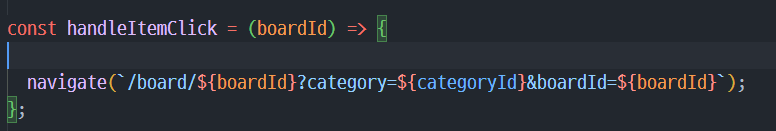 const handleItemClick = (boardId) => {
navigate(`/board/${boardId}?category=${categoryId}&boardId=${boardId}`);
};